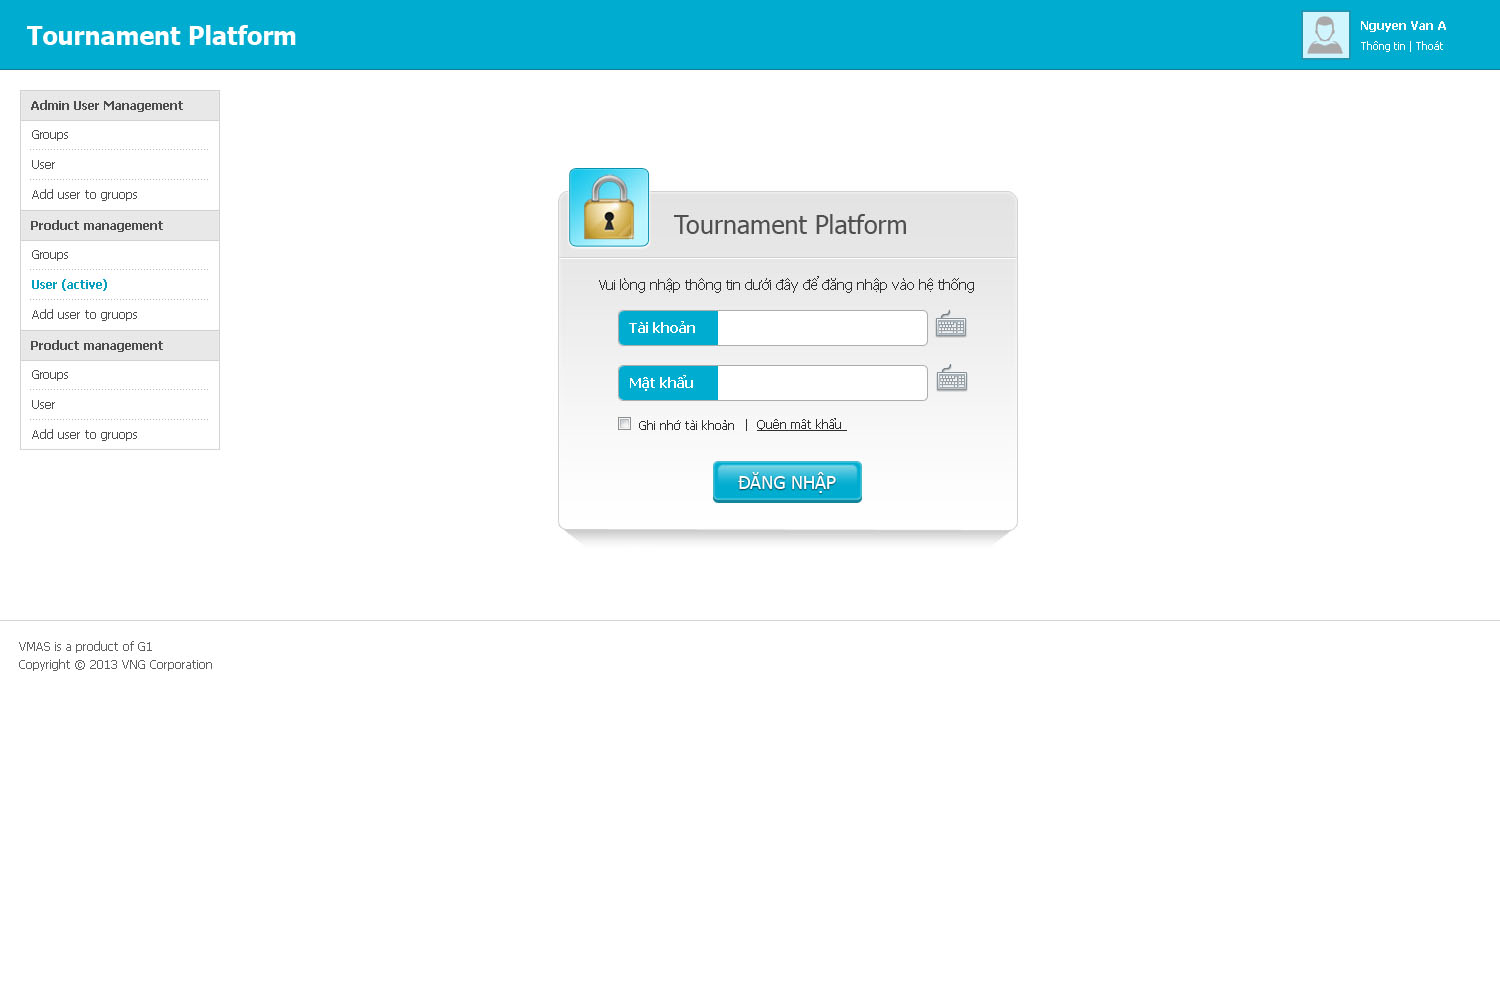 Tournament Platform
Nguyen Van A
Thông tin | Thoát
Admin User Management
Groups
User
Add user to gruops
Product management
Groups
User (active)
Add user to gruops
Product management
Groups
User
Add user to gruops
Tournament Platform
Vui lòng nhập thông tin dưới đây để đăng nhập vào hệ thống
Tài khoản
Mật khẩu
Ghi nhớ tài khoản | Quên mât khẩu
ĐĂNG NHẬP
VMAS is a product of G1
Copyright © 2013 VNG Corporation